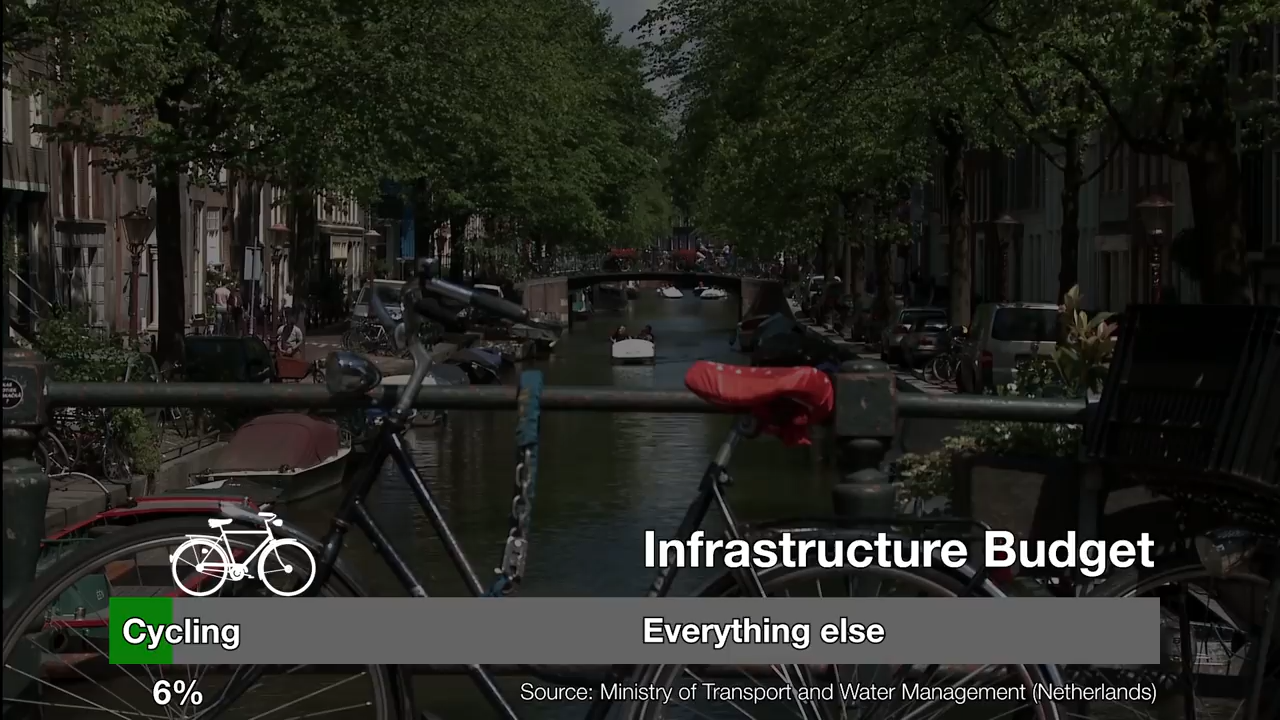 Infrastructure Budget
Cycling
Everything else
6%
Source: Ministry of Transport and Water Management (Netherlands)